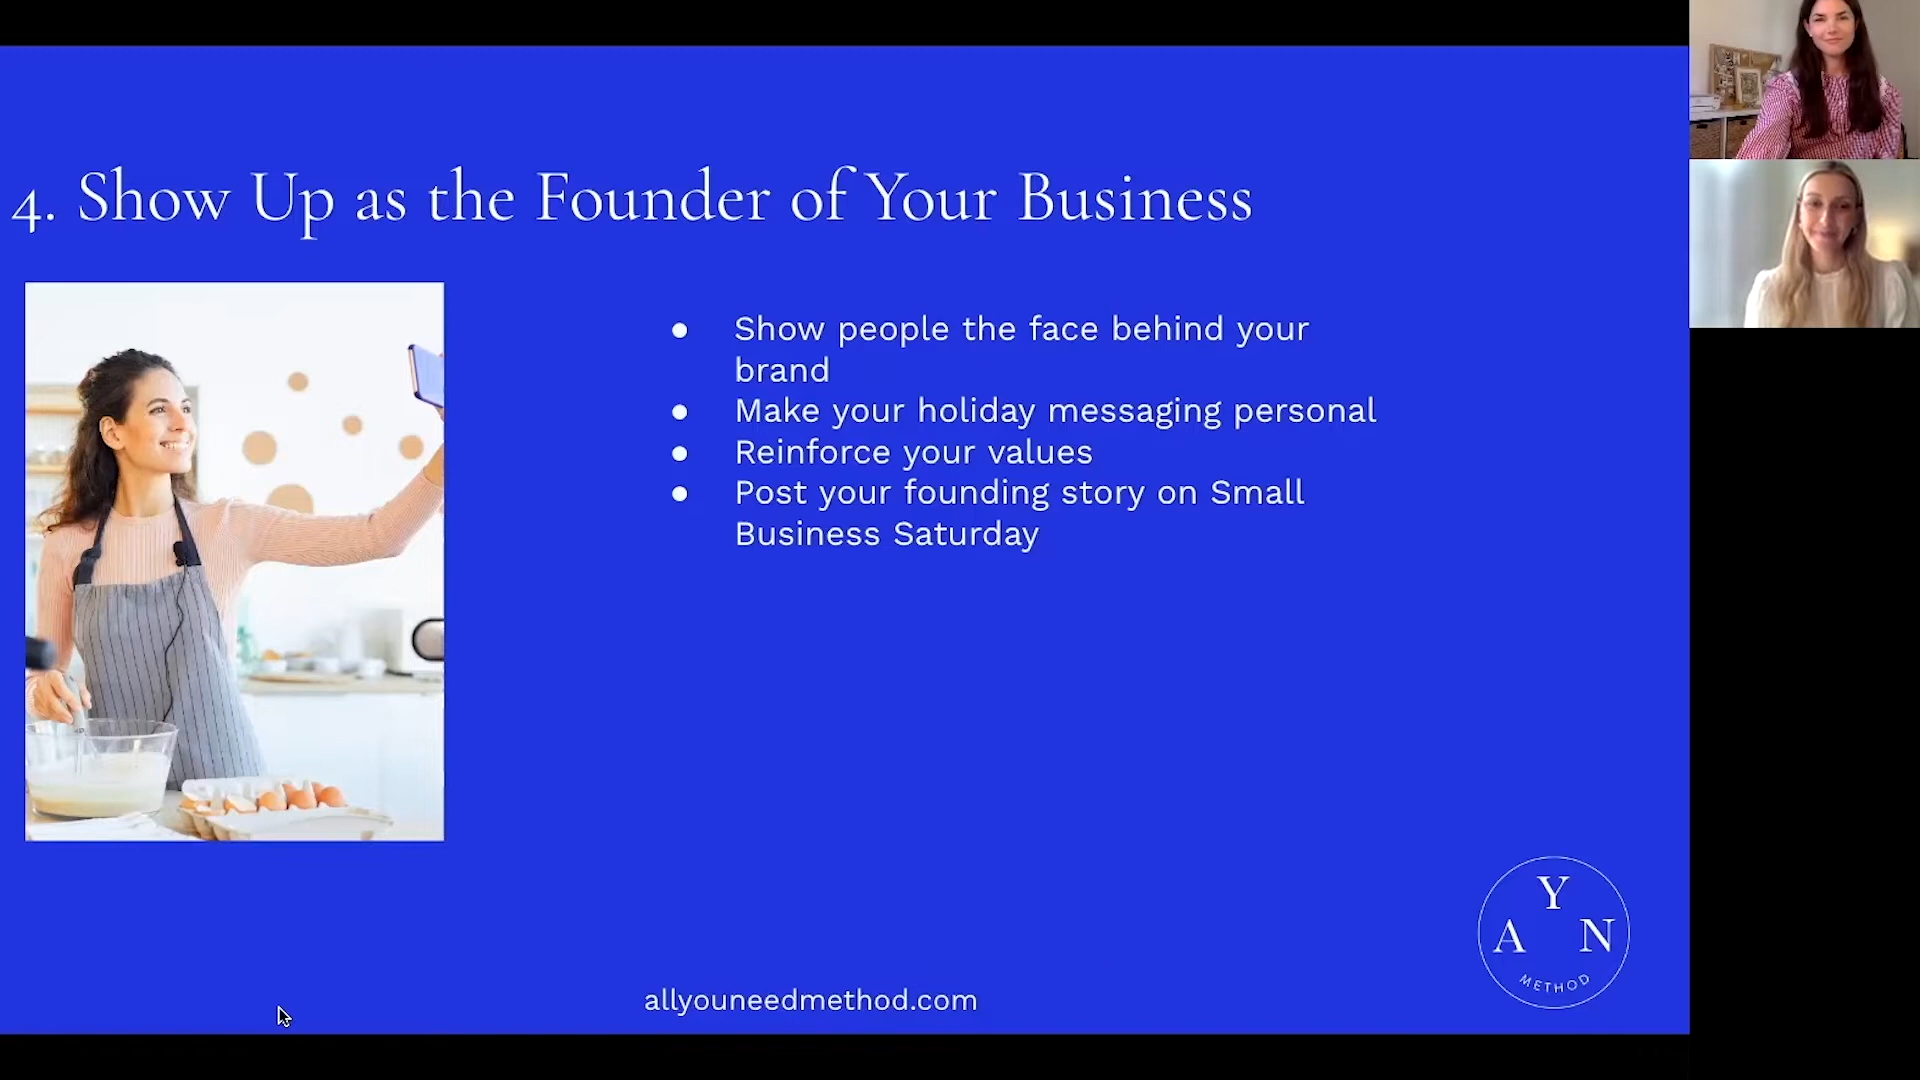 4. Show Up as the Founder of Your Business
● Show people the face behind your
brand
● Make your holiday messaging personal
● Reinforce your values
● Post your founding story on Small
Business Saturday
A Y N
METHOD
allyouneedmethod.com